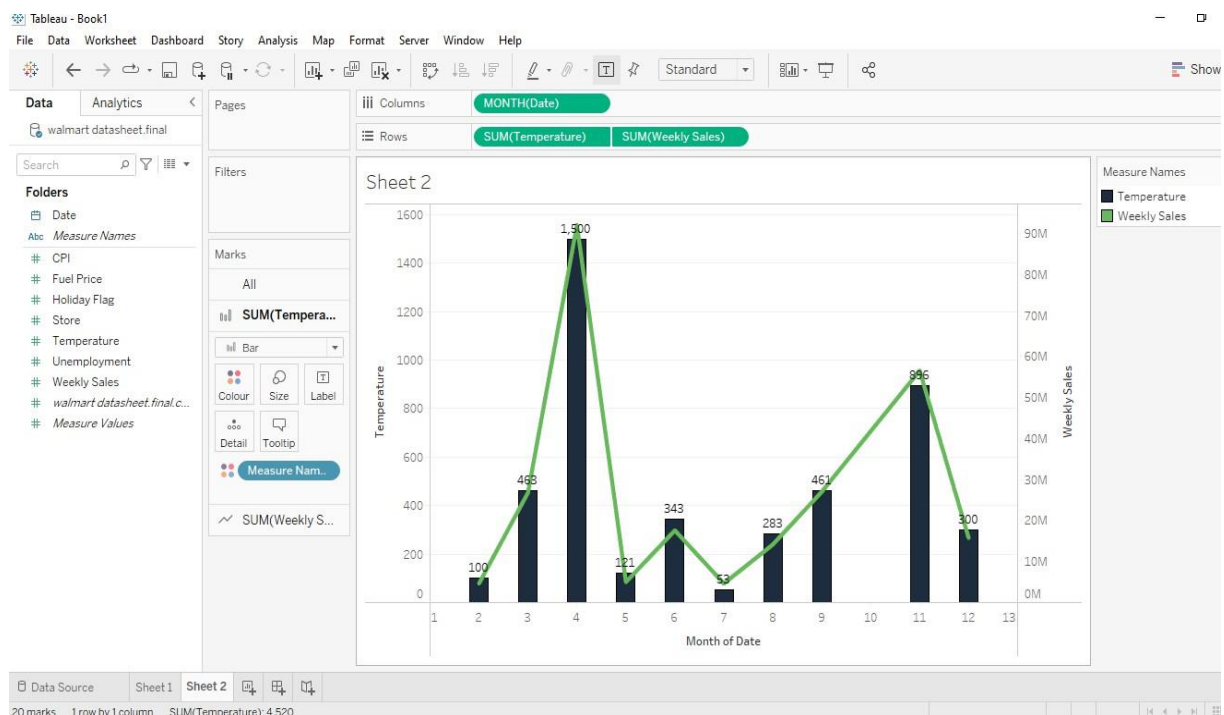 Tableau - Book1
File Data Worksheet Dashboard Story Analysis Map Format Server Window Help
Standard
Show
Data Analytics
walmart datasheet.final
Search
Folders
Date
Abc Measure Names
# CPI
# Fuel Price
# Holiday Flag
# Store
# Temperature
# Unemployment
# Weekly Sales
# walmart datasheet.final.c...
# Measure Values
Pages
Filters
Marks
All
SUM(Tempera...
Bar
Colour Size Label
Detail Tooltip
Measure Nam..
SUM(Weekly S...
iii Columns MONTH(Date)
Rows SUM(Temperature) SUM(Weekly Sales)
Sheet 2
Temperature
1600
1400
1200
1000
800
600
400
200
0
100
463
1,500
121
343
53
283
461
896
300
90M
80M
70M
60M
50M
40M
30M
20M
10M
0M
Weekly Sales
1 2 3 4 5 6 7 8 9 10 11 12 13
Month of Date
Measure Names
Temperature
Weekly Sales
Data Source Sheet 1 Sheet 2
20 marks 1 row by 1 column SUM(Temperature): 4,520